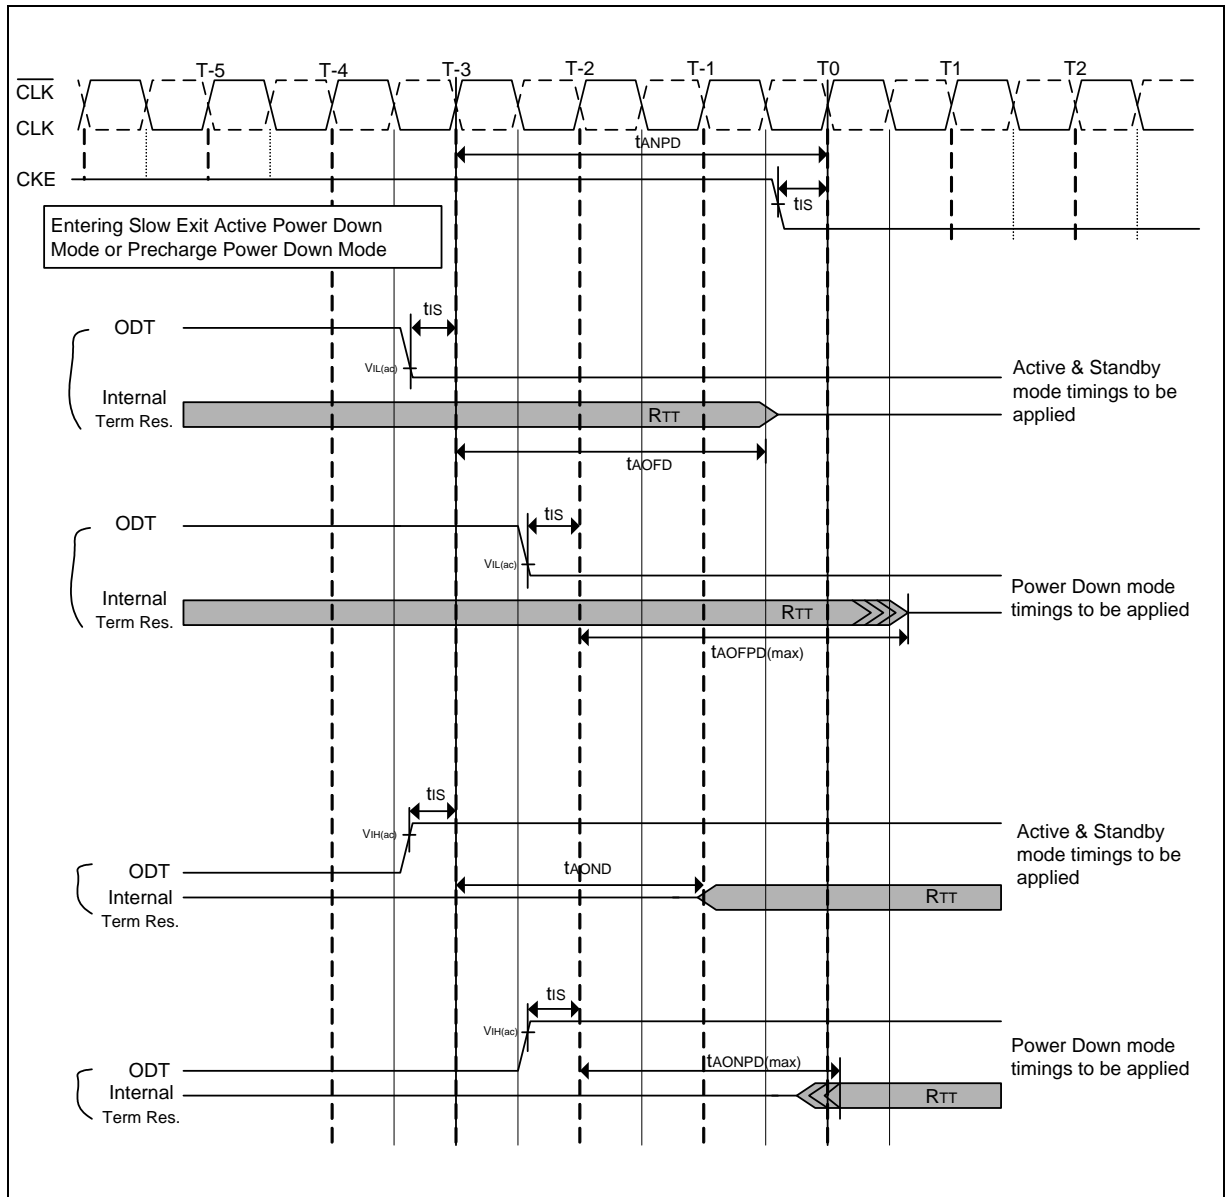 T-5 T-4 T-3 T-2 T-1 T0 T1 T2
CLK
CLK
tANPD
CKE
tIS
Entering Slow Exit Active Power Down
Mode or Precharge Power Down Mode
tIS
ODT
VIL(ac)
Active & Standby
mode timings to be
applied
Internal
Term Res.
RTT
tAOFD
tIS
ODT
VIL(ac)
Power Down mode
timings to be applied
Internal
Term Res.
RTT
tAOFPD(max)
tIS
VIH(ac)
Active & Standby
mode timings to be
applied
ODT
tAOND
Internal
Term Res.
RTT
tIS
VIH(ac)
Power Down mode
timings to be applied
ODT
tAONPD(max)
Internal
Term Res.
RTT